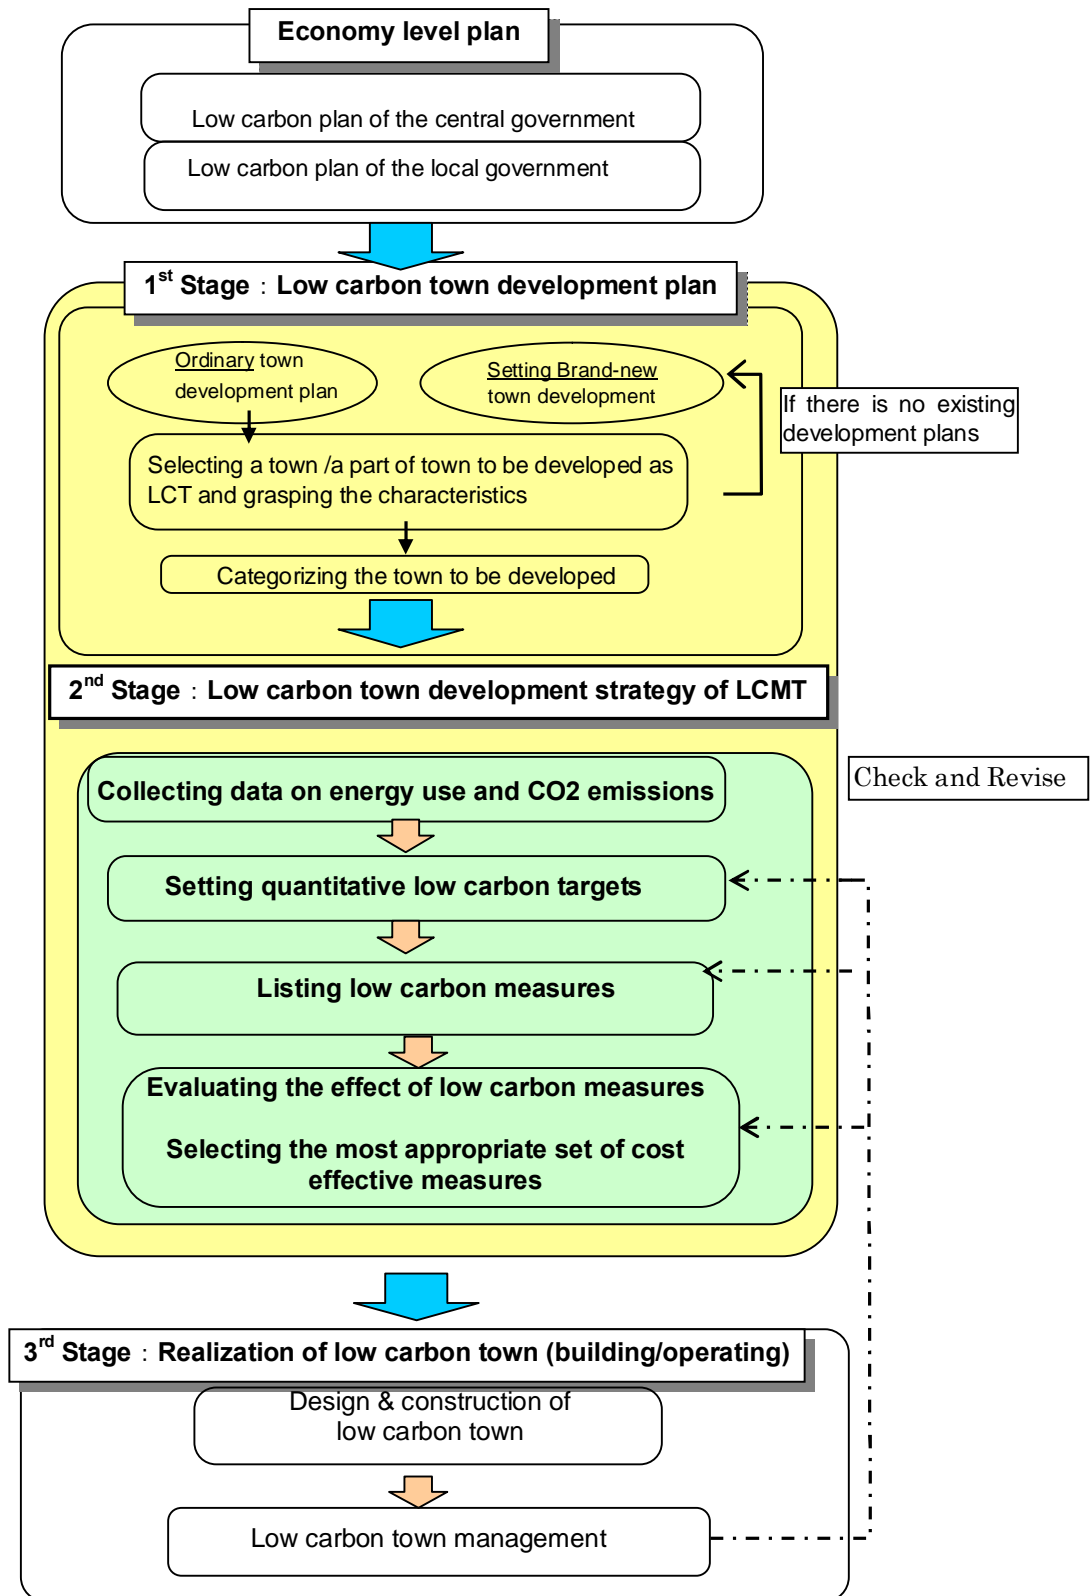 Economy level plan
Low carbon plan of the central government
Low carbon plan of the local government
1st Stage : Low carbon town development plan
Ordinary town
development plan
Setting Brand-new
town development
If there is no existing
development plans
Selecting a town /a part of town to be developed as
LCT and grasping the characteristics
Categorizing the town to be developed
2nd Stage : Low carbon town development strategy of LCMT
Check and Revise
Collecting data on energy use and CO2 emissions
Setting quantitative low carbon targets
Listing low carbon measures
Evaluating the effect of low carbon measures
Selecting the most appropriate set of cost
effective measures
3rd Stage : Realization of low carbon town (building/operating)
Design & construction of
low carbon town
Low carbon town management